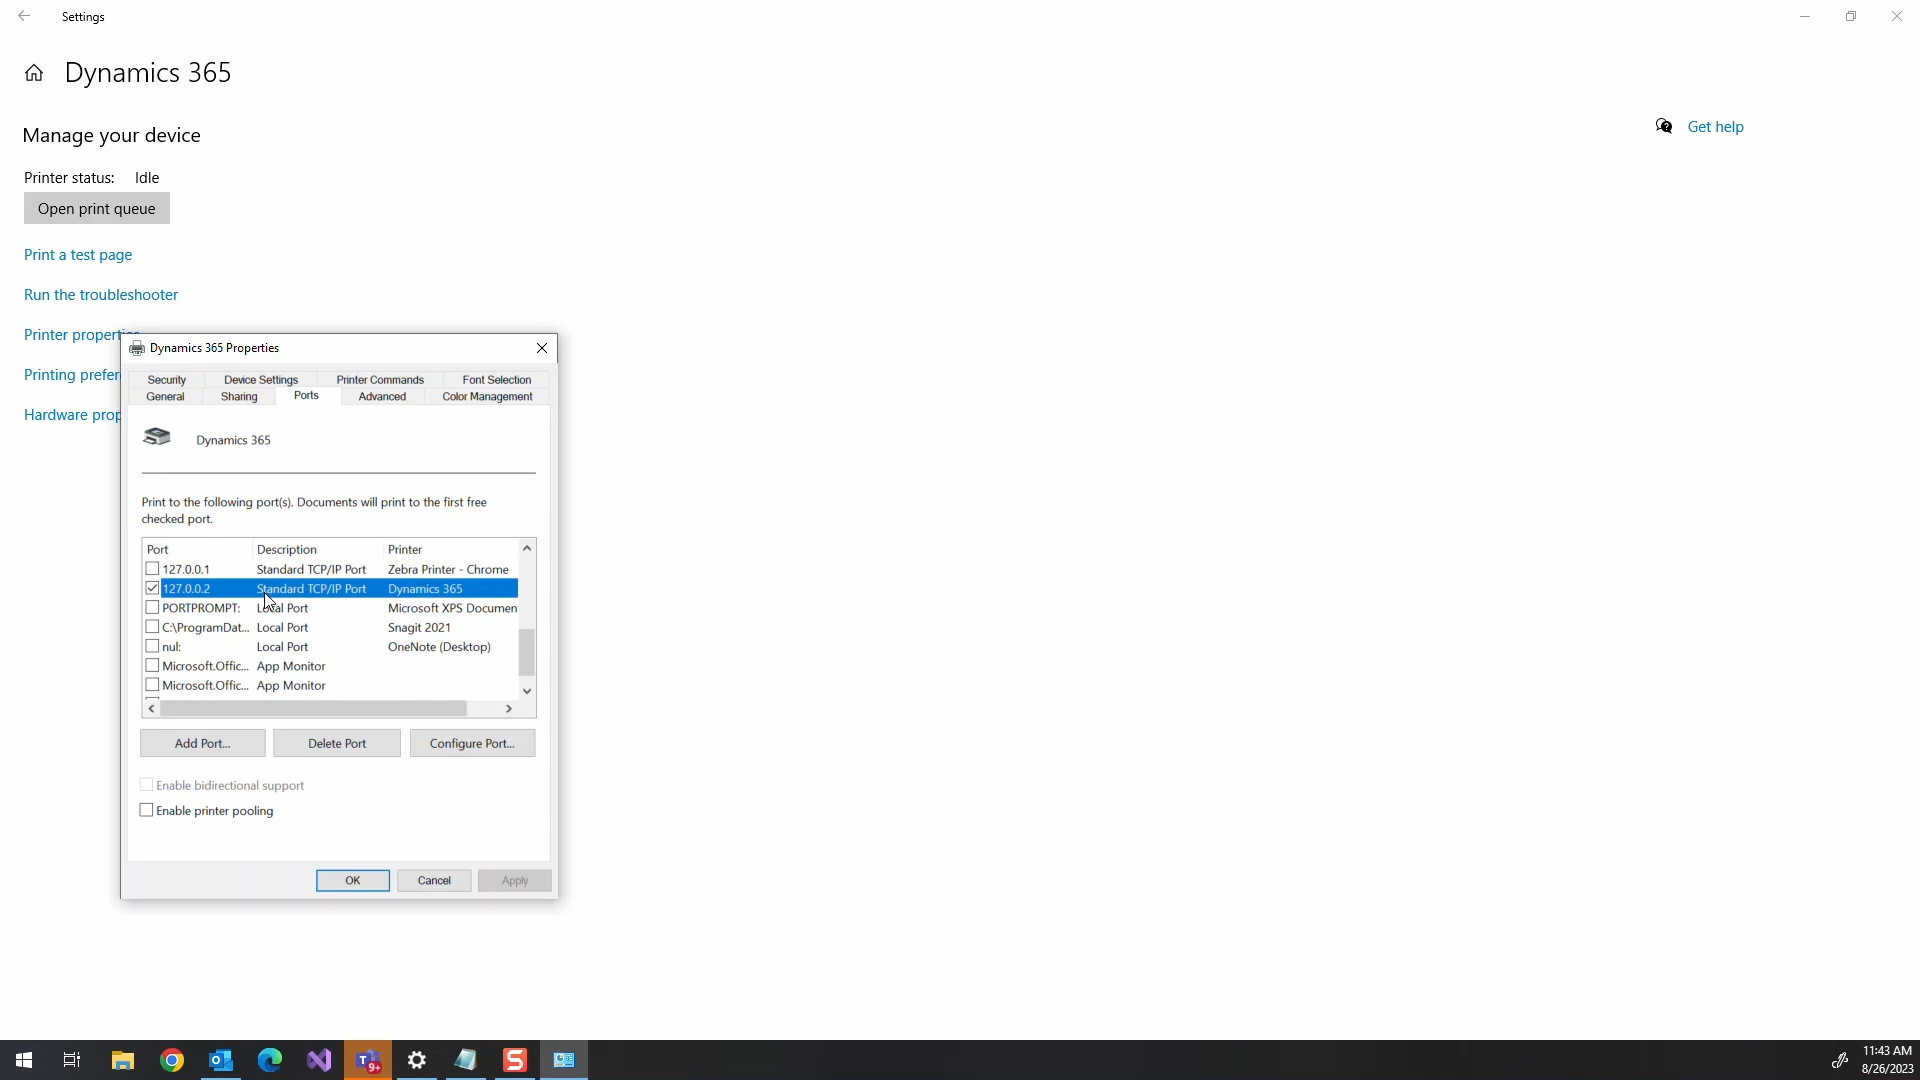 Settings
Dynamics 365
Manage your device
Get help
Printer status: Idle
Open print queue
Print a test page
Run the troubleshooter
Printer properties
Printing prefer
Hardware prop
Dynamics 365 Properties
Security Device Settings Printer Commands Font Selection
General Sharing Ports Advanced Color Management
Dynamics 365
Print to the following port(s). Documents will print to the first free
checked port.
Port Description Printer
127.0.0.1 Standard TCP/IP Port Zebra Printer - Chrome
127.0.0.2 Standard TCP/IP Port Dynamics 365
PORTPROMPT: Local Port Microsoft XPS Documen
C:\ProgramDat... Local Port Snagit 2021
nul: Local Port OneNote (Desktop)
Microsoft.Offic... App Monitor
Microsoft.Offic... App Monitor
Add Port... Delete Port Configure Port...
Enable bidirectional support
Enable printer pooling
OK Cancel Apply
9+
11:43 AM
8/26/2023